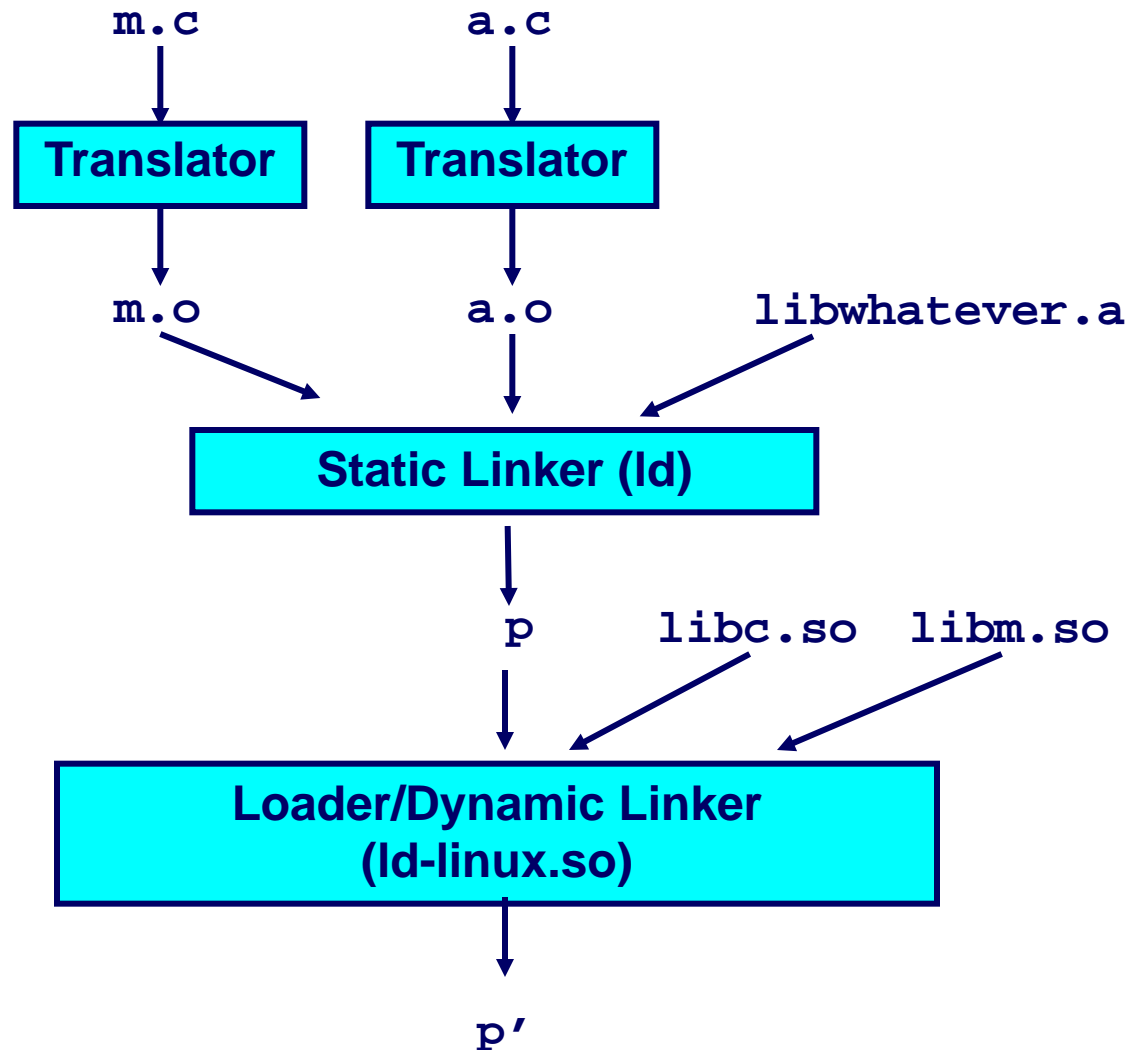 m.c a.c
Translator Translator
m.o a.o libwhatever.a
Static Linker (ld)
p libc.so libm.so
Loader/Dynamic Linker
(ld-linux.so)
p’